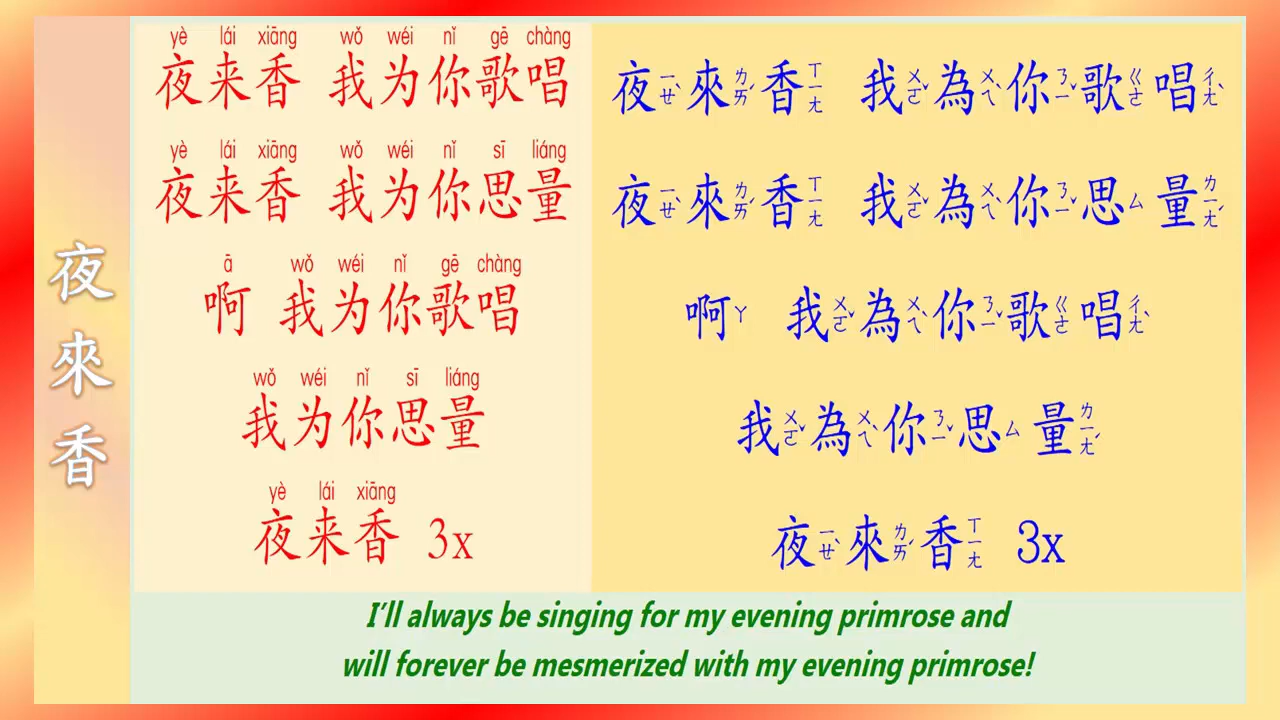 夜來香
yè lái xiāng wǒ wéi nǐ gē chàng
夜来香 我为你歌唱
yè lái xiāng wǒ wéi nǐ sī liáng
夜来香 我为你思量
ā wǒ wéi nǐ gē chàng
啊 我为你歌唱
wǒ wéi nǐ sī liáng
我为你思量
yè lái xiāng
夜来香 3x
夜ㄧㄝˋ來ㄌㄞˊ香ㄒㄧㄤ 我ㄨㄛˇ為ㄨㄟˋ你ㄋㄧˇ歌ㄍㄜ唱ㄔㄤˋ
夜ㄧㄝˋ來ㄌㄞˊ香ㄒㄧㄤ 我ㄨㄛˇ為ㄨㄟˋ你ㄋㄧˇ思ㄙ量ㄌㄧㄤˊ
啊ㄚ 我ㄨㄛˇ為ㄨㄟˋ你ㄋㄧˇ歌ㄍㄜ唱ㄔㄤˋ
我ㄨㄛˇ為ㄨㄟˋ你ㄋㄧˇ思ㄙ量ㄌㄧㄤˊ
夜ㄧㄝˋ來ㄌㄞˊ香ㄒㄧㄤ 3x
I'll always be singing for my evening primrose and
will forever be mesmerized with my evening primrose!